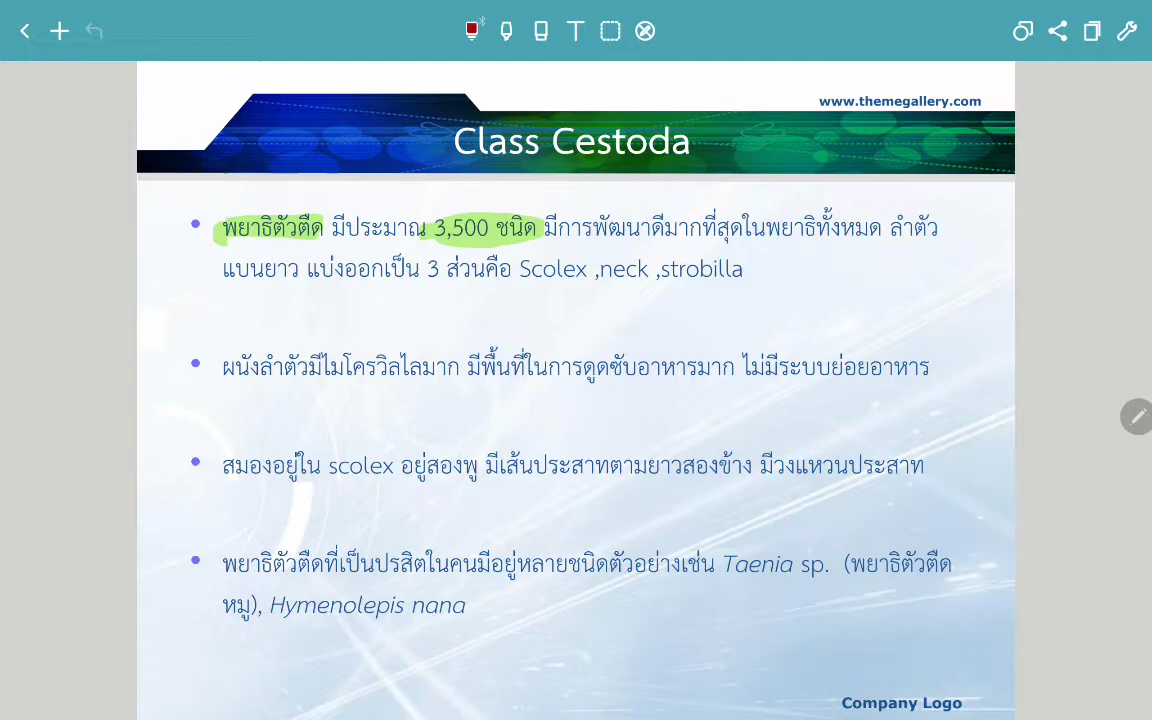 www.themegallery.com
Class Cestoda
• พยาธิตัวตืด มีประมาณ 3,500 ชนิด มีการพัฒนาดีมากที่สุดในพยาธิทั้งหมด ลำตัว
แบนยาว แบ่งออกเป็น 3 ส่วนคือ Scolex ,neck ,strobilla
• ผนังลำตัวมีไมโครวิลไลมาก มีพื้นที่ในการดูดซับอาหารมาก ไม่มีระบบย่อยอาหาร
• สมองอยู่ใน scolex อยู่สองพู มีเส้นประสาทตามยาวสองข้าง มีวงแหวนประสาท
• พยาธิตัวตืดที่เป็นปรสิตในคนมีอยู่หลายชนิดตัวอย่างเช่น Taenia sp. (พยาธิตัวตืด
หมู), Hymenolepis nana
Company Logo